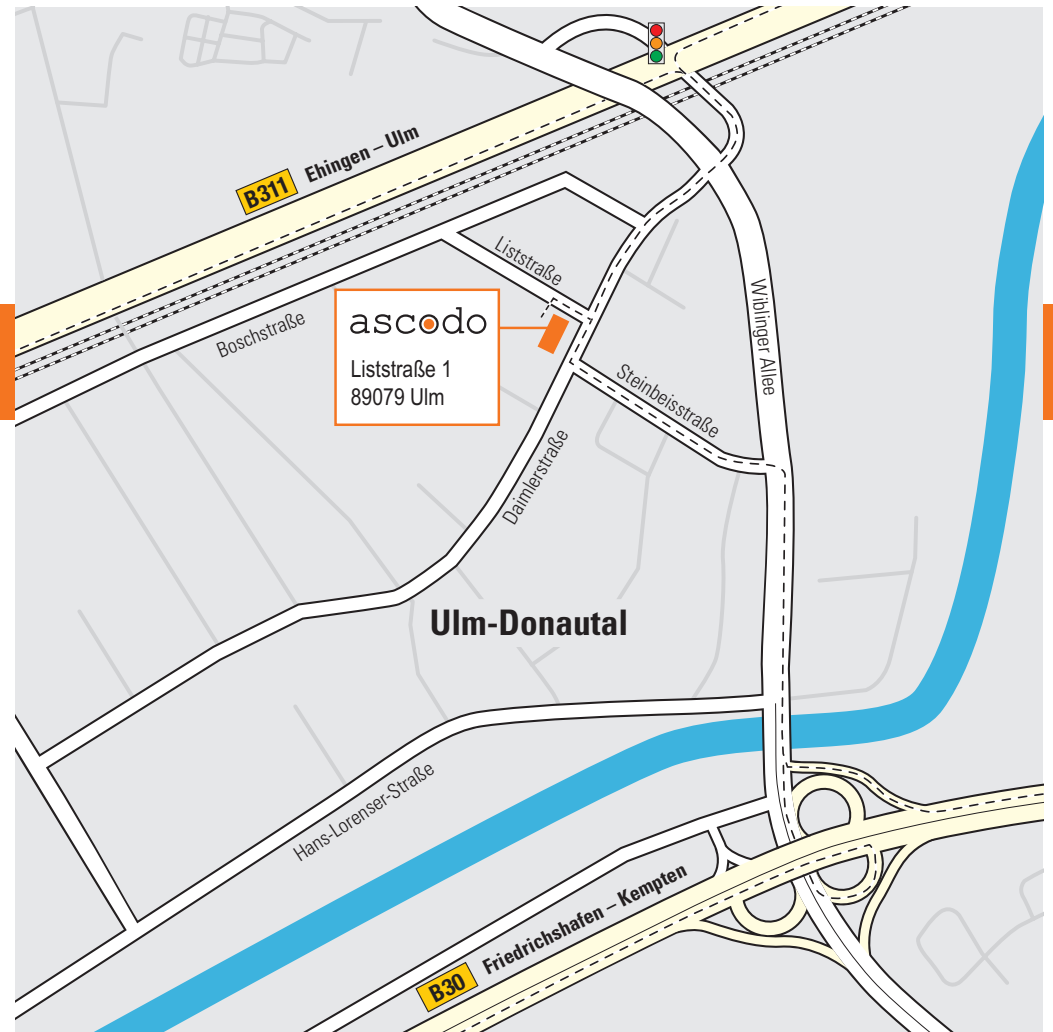 B311 Ehingen – Ulm
Liststraße
Boschstraße
ascodo
Liststraße 1
89079 Ulm
Wiblinger Allee
Steinbeisstraße
Daimlerstraße
Ulm-Donautal
Hans-Lorenser-Straße
B30 Friedrichshafen – Kempten